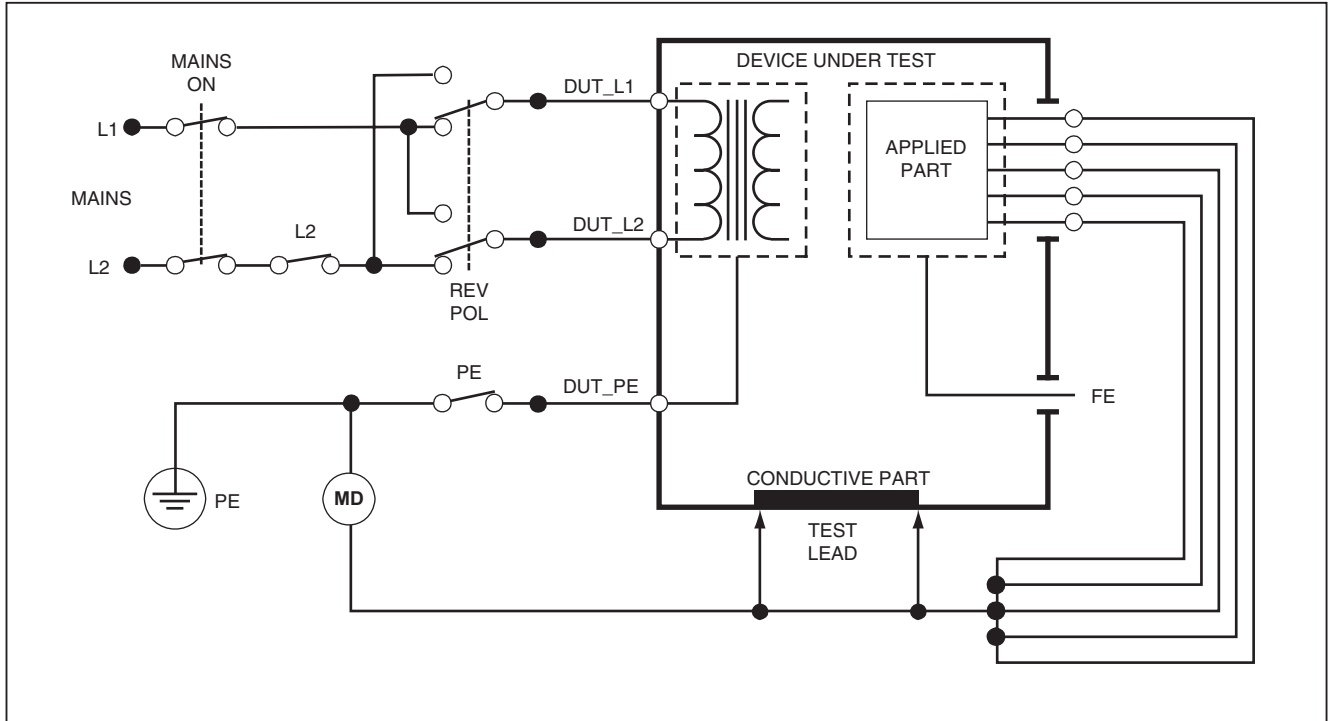 MAINS
ON
L1
MAINS
L2
L2
REV
POL
DUT_L1
DUT_L2
PE
DUT_PE
PE
MD
DEVICE UNDER TEST
APPLIED
PART
FE
CONDUCTIVE PART
TEST
LEAD